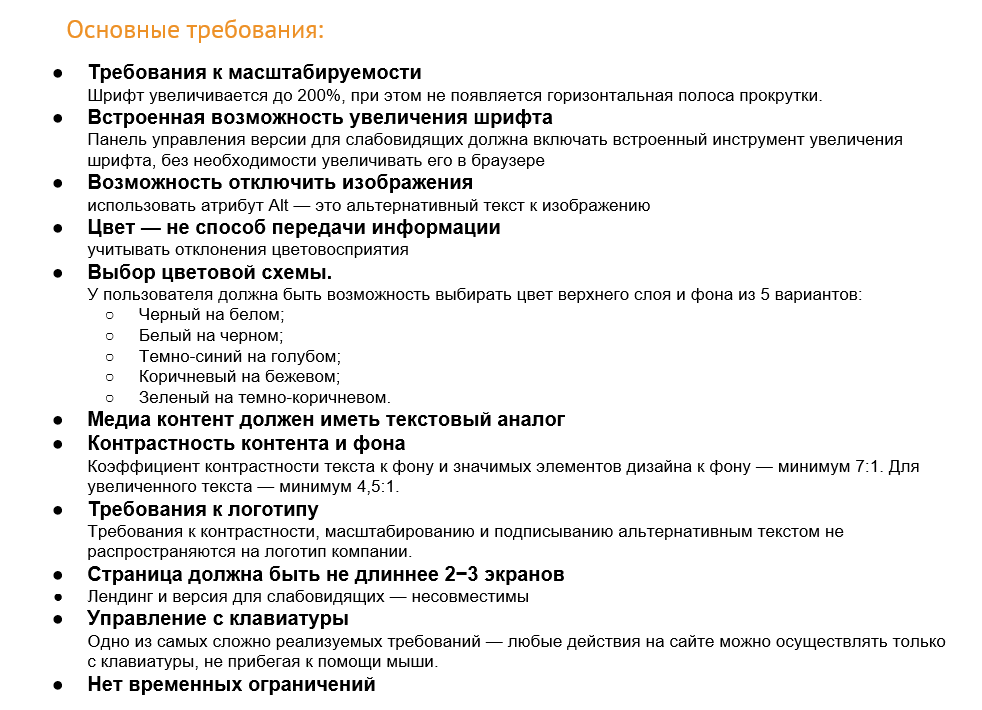 Основные требования:
● Требования к масштабируемости
Шрифт увеличивается до 200%, при этом не появляется горизонтальная полоса прокрутки.
● Встроенная возможность увеличения шрифта
Панель управления версии для слабовидящих должна включать встроенный инструмент увеличения
шрифта, без необходимости увеличивать его в браузере
● Возможность отключить изображения
использовать атрибут Alt — это альтернативный текст к изображению
● Цвет — не способ передачи информации
учитывать отклонения цветовосприятия
● Выбор цветовой схемы.
У пользователя должна быть возможность выбирать цвет верхнего слоя и фона из 5 вариантов:
○ Черный на белом;
○ Белый на черном;
○ Темно-синий на голубом;
○ Коричневый на бежевом;
○ Зеленый на темно-коричневом.
● Медиа контент должен иметь текстовый аналог
● Контрастность контента и фона
Коэффициент контрастности текста к фону и значимых элементов дизайна к фону — минимум 7:1. Для
увеличенного текста — минимум 4,5:1.
● Требования к логотипу
Требования к контрастности, масштабированию и подписыванию альтернативным текстом не
распространяются на логотип компании.
● Страница должна быть не длиннее 2−3 экранов
● Лендинг и версия для слабовидящих — несовместимы
● Управление с клавиатуры
Одно из самых сложно реализуемых требований — любые действия на сайте можно осуществлять только
с клавиатуры, не прибегая к помощи мыши.
● Нет временных ограничений